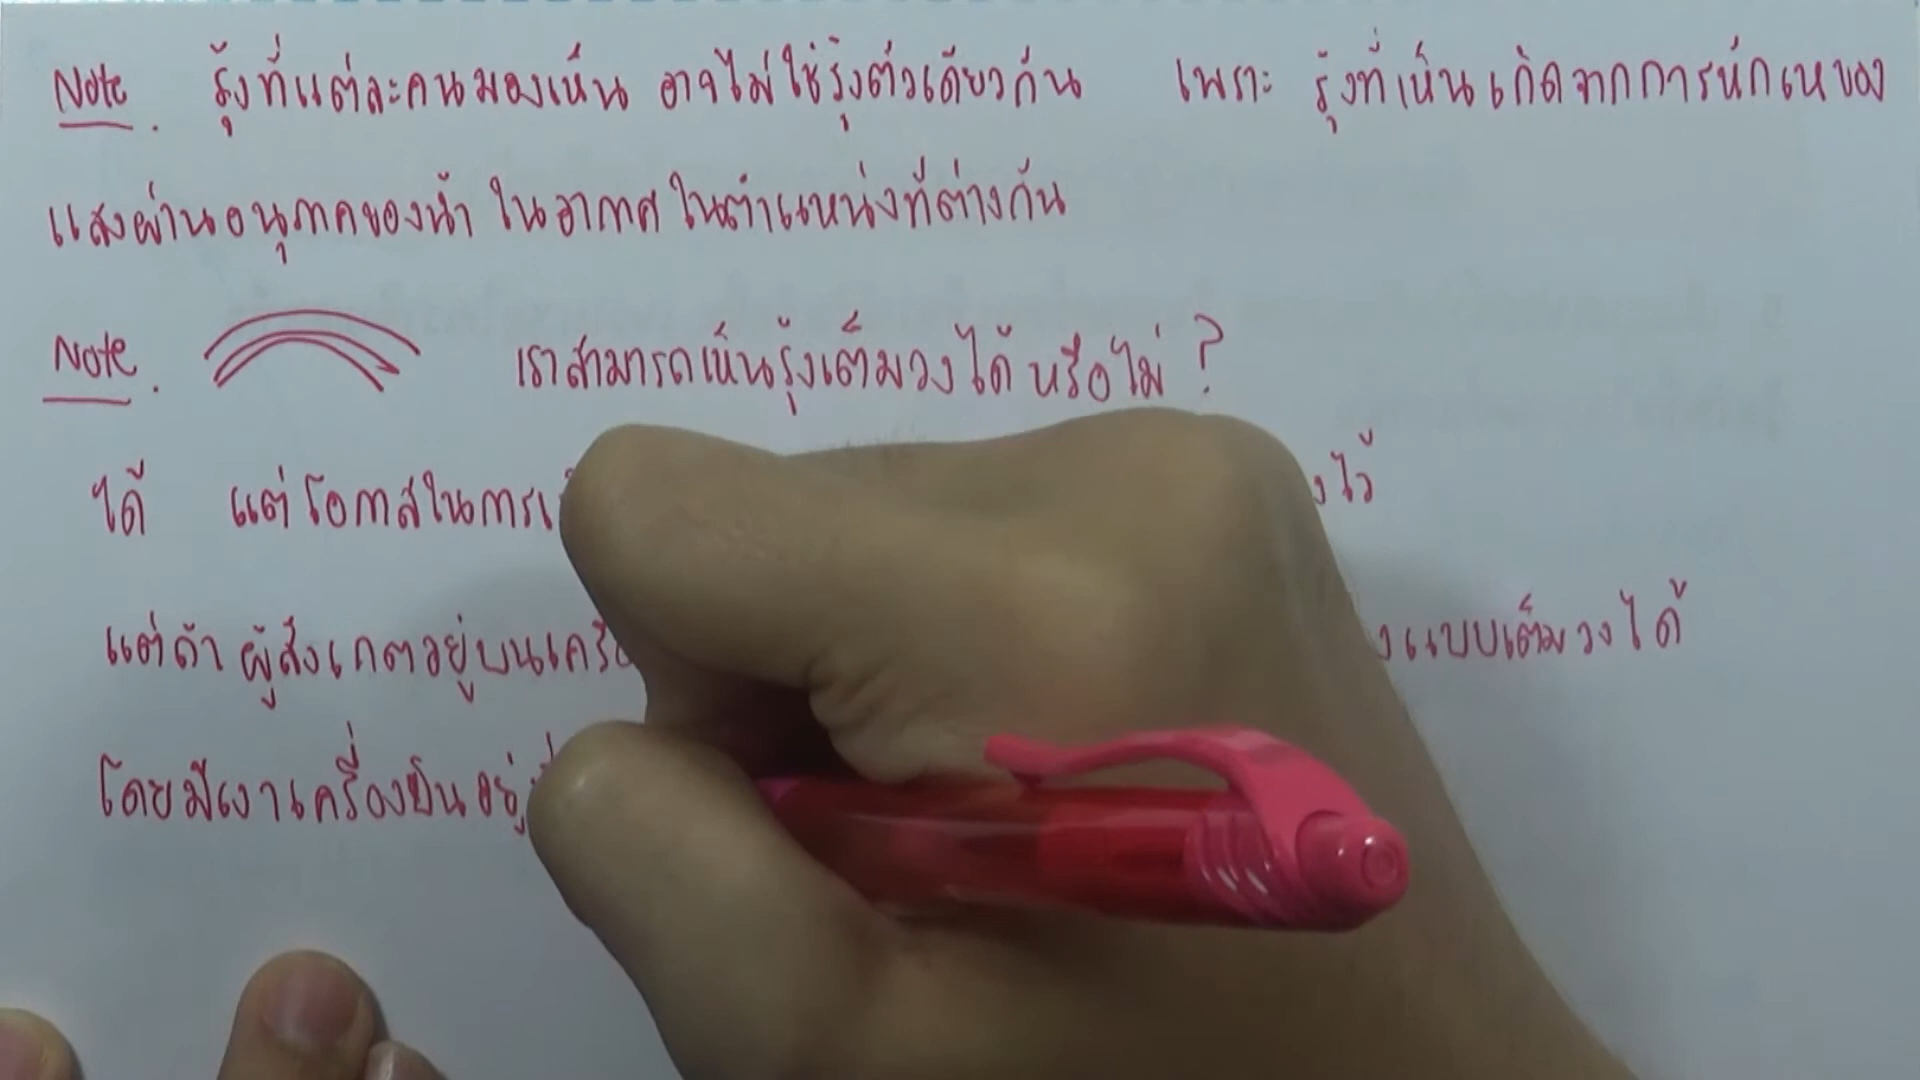 Note. รุ้งที่แต่ละคนมองเห็น อาจไม่ใช่รุ้งตัวเดียวกัน เพราะ รุ้งที่เห็นเกิดจากการหักเหของ
แสงผ่านอนุภาคของน้ำ ในอากาศ ในตำแหน่งที่ต่างกัน
Note. เราสามารถเห็นรุ้งเต็มวงได้ หรือไม่ ?
ได้ แต่โอกาสในการ ไว้
แต่ถ้า ผู้สังเกตอยู่บน แบบเต็มวงได้
โดยมีเงาเครื่องบินอยู่